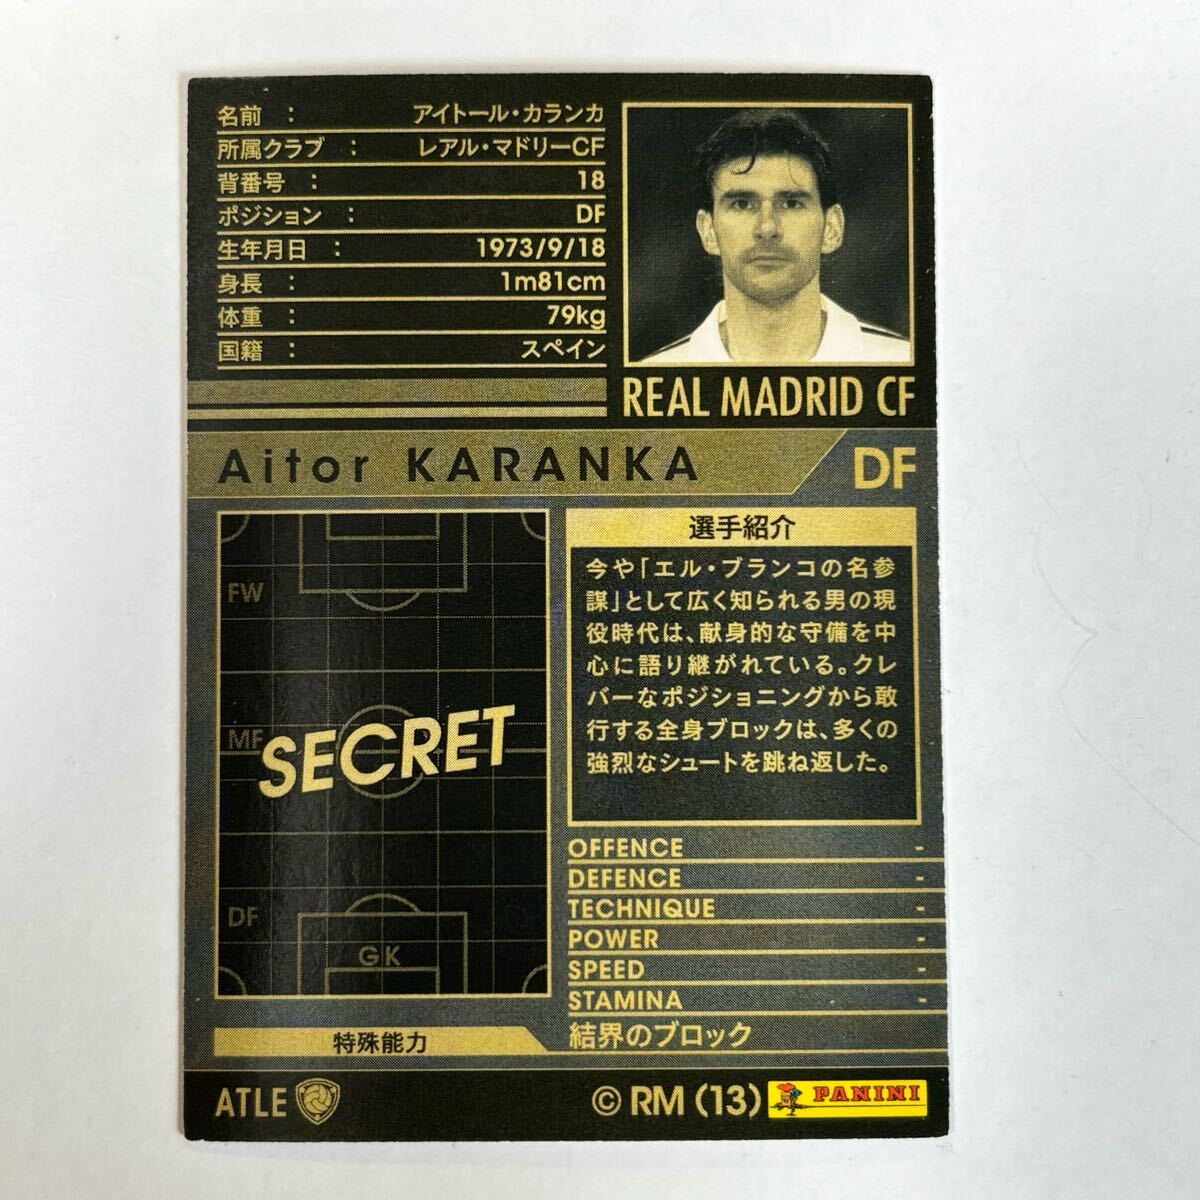 名前 : アイトール・カランカ
所属クラブ : レアル・マドリーCF
背番号 : 18
ポジション : DF
生年月日 : 1973/9/18
身長 : 1m81cm
体重 : 79kg
国籍 : スペイン
REAL MADRID CF
Aitor KARANKA
DF
FW
MF
SECRET
DF
GK
選手紹介
今や「エル・ブランコの名参
謀」として広く知られる男の現
役時代は、献身的な守備を中
心に語り継がれている。クレ
バーなポジショニングから敢
行する全身ブロックは、多くの
強烈なシュートを跳ね返した。
OFFENCE -
DEFENCE -
TECHNIQUE -
POWER -
SPEED -
STAMINA -
特殊能力
結界のブロック
ATLE
© RM (13)
PANINI